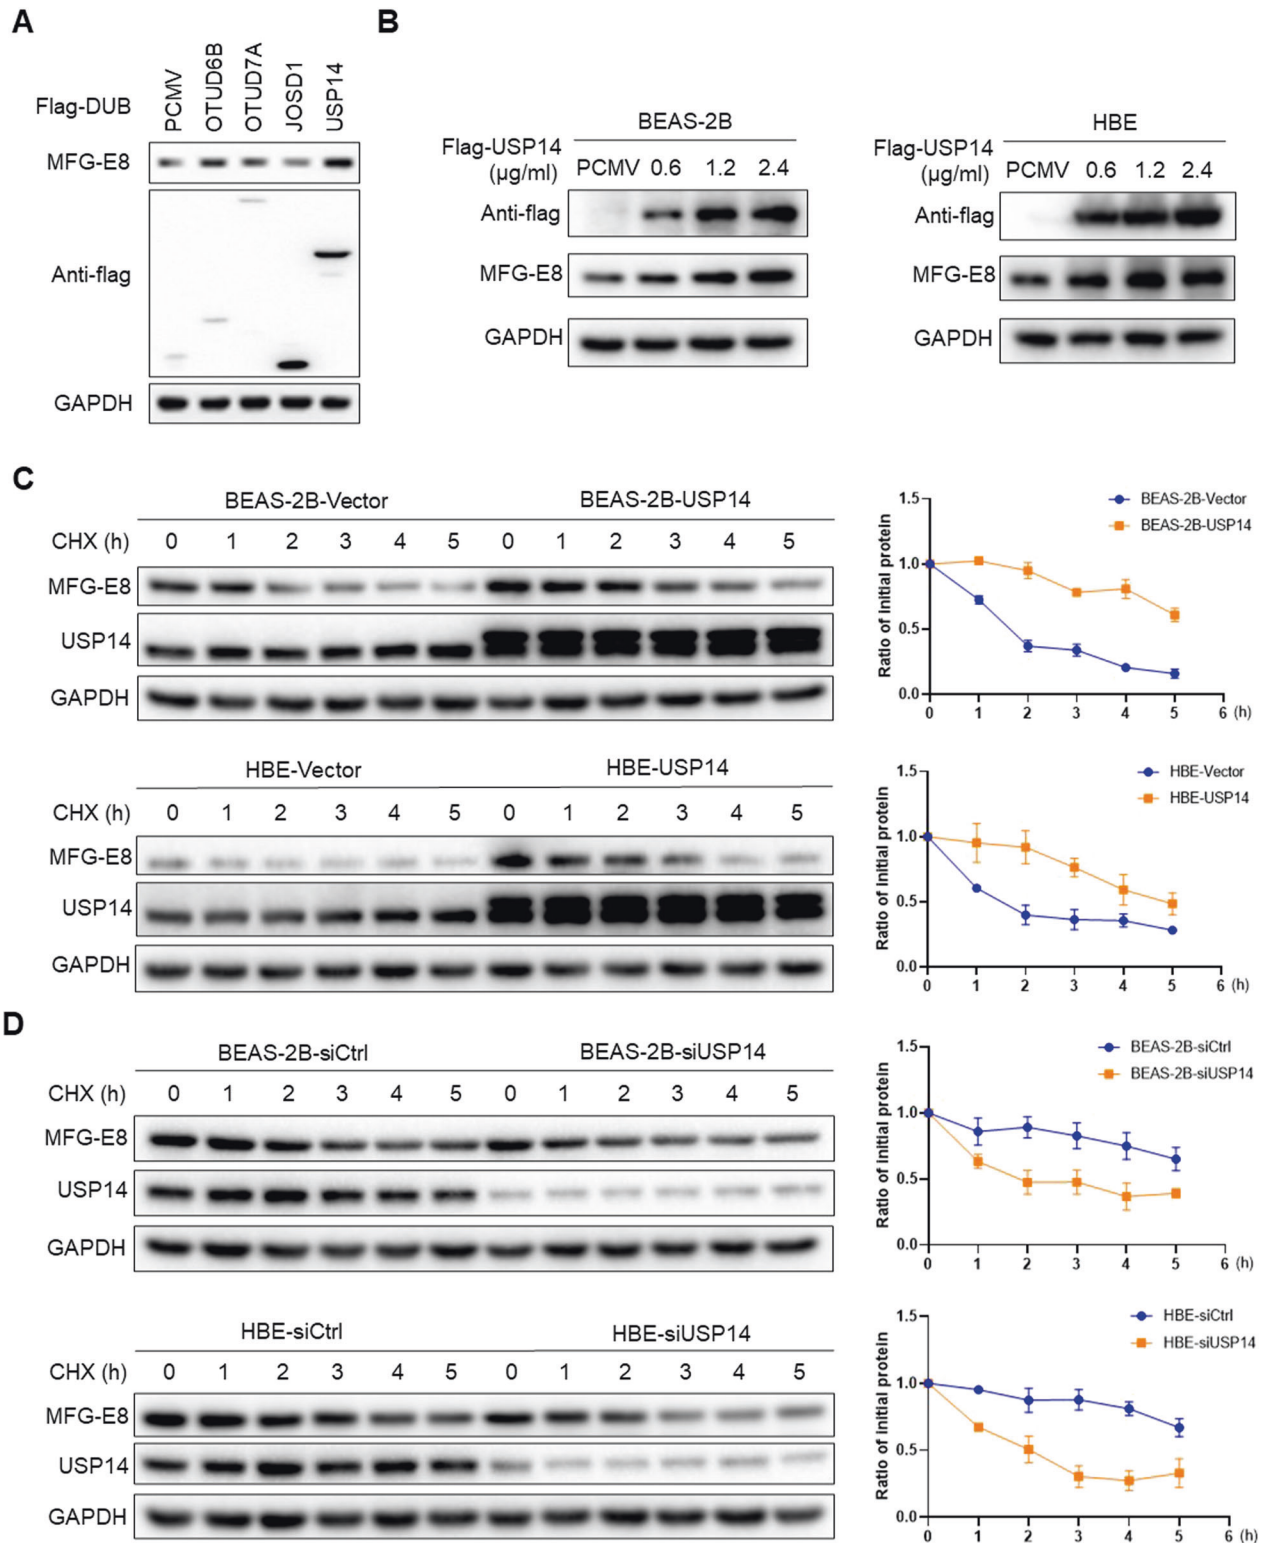 A
Flag-DUB
PCMV
OTUD6B
OTUD7A
JOSD1
USP14
MFG-E8
Anti-flag
GAPDH
B
BEAS-2B
Flag-USP14
(μg/ml)
PCMV 0.6 1.2 2.4
Anti-flag
MFG-E8
GAPDH
HBE
Flag-USP14
(μg/ml)
PCMV 0.6 1.2 2.4
Anti-flag
MFG-E8
GAPDH
C
BEAS-2B-Vector BEAS-2B-USP14
CHX (h) 0 1 2 3 4 5 0 1 2 3 4 5
MFG-E8
USP14
GAPDH
BEAS-2B-Vector
BEAS-2B-USP14
Ratio of initial protein
1.5
1.0
0.5
0.0
0 1 2 3 4 5 6 (h)
HBE-Vector HBE-USP14
CHX (h) 0 1 2 3 4 5 0 1 2 3 4 5
MFG-E8
USP14
GAPDH
HBE-Vector
HBE-USP14
Ratio of initial protein
1.5
1.0
0.5
0.0
0 1 2 3 4 5 6 (h)
D
BEAS-2B-siCtrl BEAS-2B-siUSP14
CHX (h) 0 1 2 3 4 5 0 1 2 3 4 5
MFG-E8
USP14
GAPDH
BEAS-2B-siCtrl
BEAS-2B-siUSP14
Ratio of initial protein
1.5
1.0
0.5
0.0
0 1 2 3 4 5 6 (h)
HBE-siCtrl HBE-siUSP14
CHX (h) 0 1 2 3 4 5 0 1 2 3 4 5
MFG-E8
USP14
GAPDH
HBE-siCtrl
HBE-siUSP14
Ratio of initial protein
1.5
1.0
0.5
0.0
0 1 2 3 4 5 6 (h)